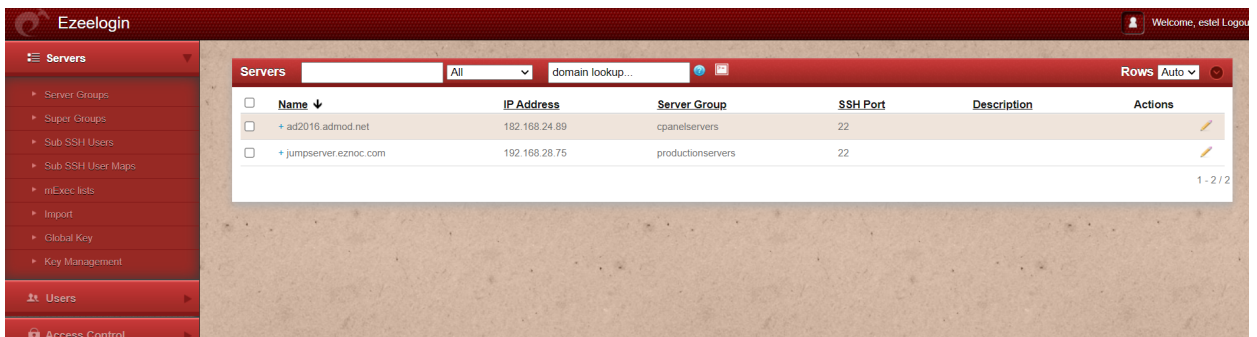 Ezeelogin
Welcome, estel Logou
Servers
Server Groups
Super Groups
Sub SSH Users
Sub SSH User Maps
mExec lists
Import
Global Key
Key Management
Users
Access Control
Servers All domain lookup... Rows Auto
Name IP Address Server Group SSH Port Description Actions
+ ad2016.admod.net 182.168.24.89 cpanelservers 22
+ jumpserver.eznoc.com 192.168.28.75 productionservers 22
1 - 2 / 2